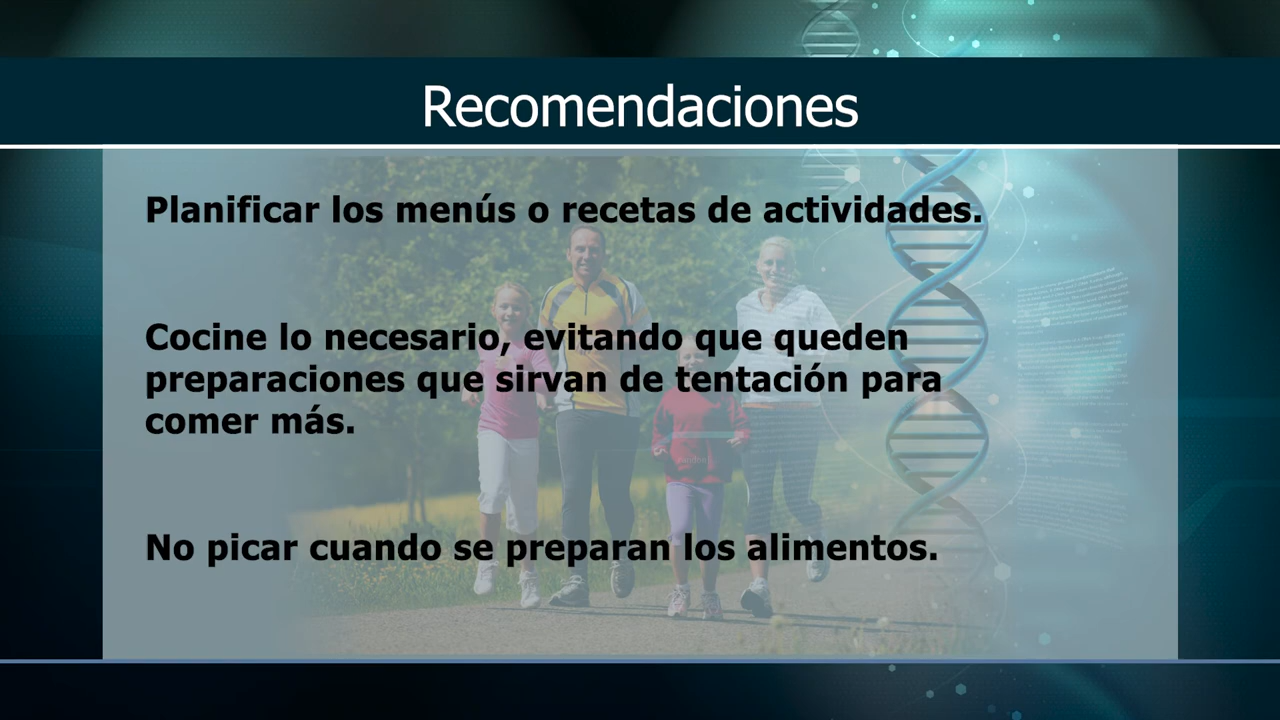 Recomendaciones
Planificar los menús o recetas de actividades.
Cocine lo necesario, evitando que queden
preparaciones que sirvan de tentación para
comer más.
No picar cuando se preparan los alimentos.